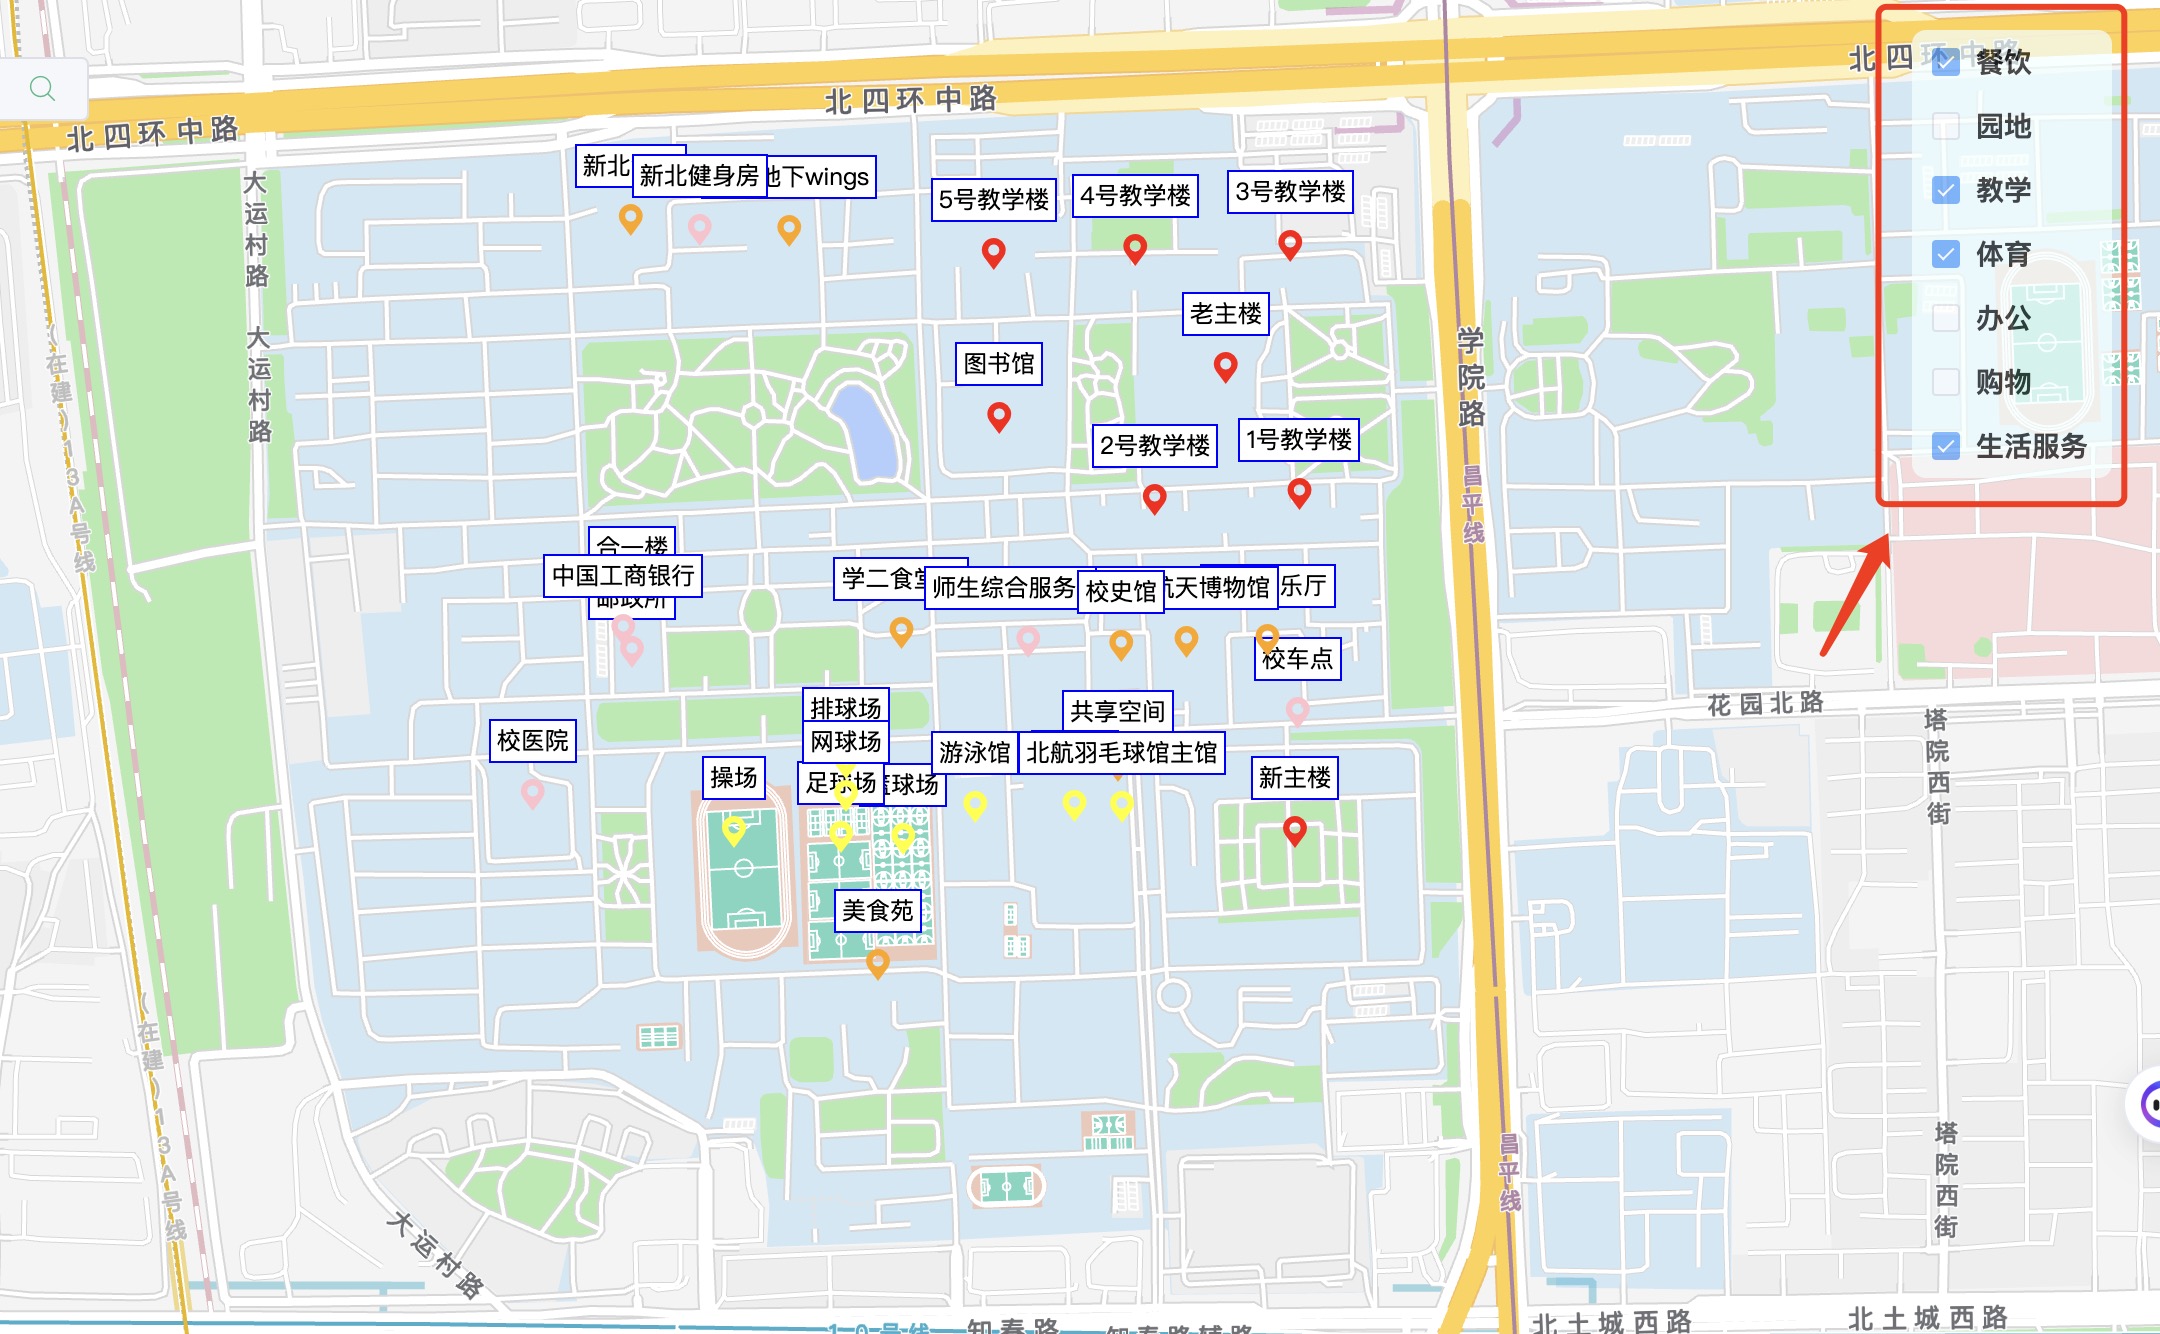 北四环中路
北四环中路
北四环中路
餐饮
园地
教学
体育
办公
购物
生活服务
大运村路
大运村路
新北
新北健身房
地下wings
5号教学楼
4号教学楼
3号教学楼
老主楼
图书馆
2号教学楼
1号教学楼
学院路
昌平线
(在建)13A号线
合一楼
中国工商银行
邮政所
学二食堂
师生综合服务
校史馆
航天博物馆
乐厅
校车点
排球场
网球场
共享空间
校医院
操场
足球场
篮球场
游泳馆
北航羽毛球馆主馆
新主楼
美食苑
花园北路
塔院西街
塔院西街
(在建)13A号线
昌平线
大运村路
10号线
知春路
知春路辅路
北土城西路
北土城西路